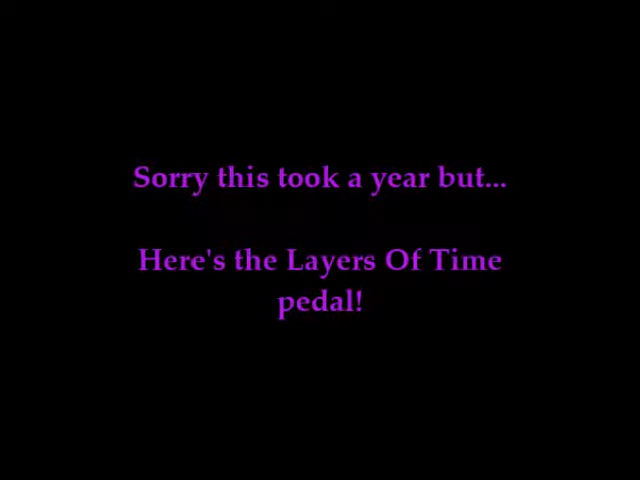 Sorry this took a year but...
Here's the Layers Of Time
pedal!